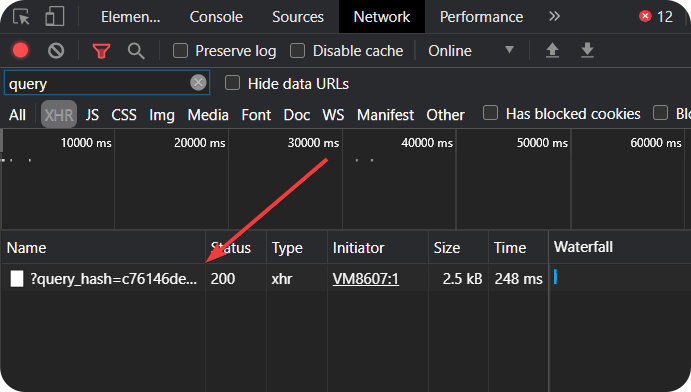 Elemen... Console Sources Network Performance » 12
Preserve log Disable cache Online
query Hide data URLs
All XHR JS CSS Img Media Font Doc WS Manifest Other Has blocked cookies
10000 ms 20000 ms 30000 ms 40000 ms 50000 ms 60000 ms
Name Status Type Initiator Size Time Waterfall
?query_hash=c76146de... 200 xhr VM8607:1 2.5 kB 248 ms